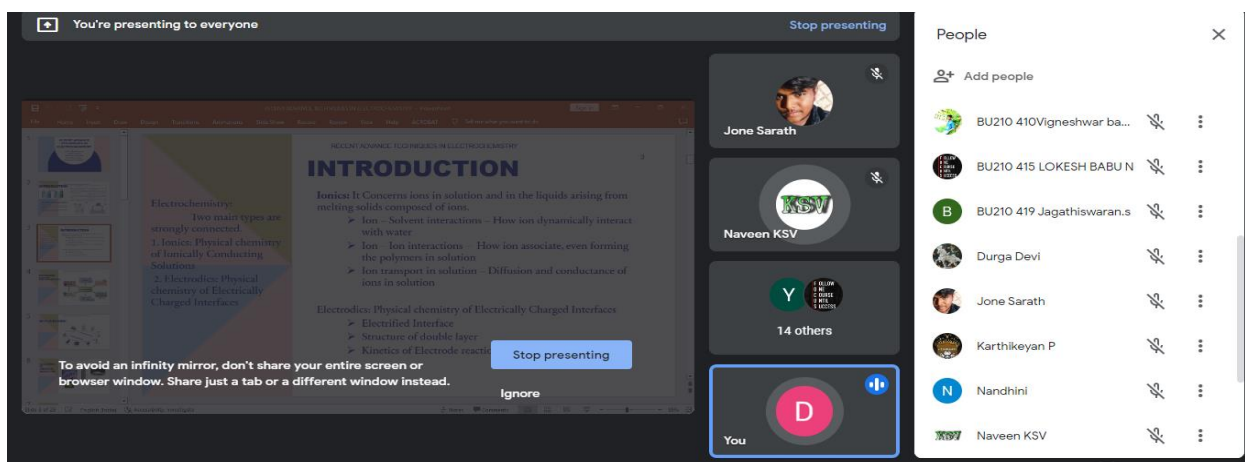 You're presenting to everyone
Stop presenting
RECENT ADVANCE TECHNIQUES IN ELECTROCHEMISTRY
INTRODUCTION
Electrochemistry:
Two main types are
strongly connected.
1. Ionics: Physical chemistry
of Ionically Conducting
Solutions
2. Electrodics: Physical
chemistry of Electrically
Charged Interfaces
Ionics: It Concerns ions in solution and in the liquids arising from
melting solids composed of ions.
➢ Ion – Solvent interactions – How ion dynamically interact
with water
➢ Ion – Ion interactions – How ion associate, even forming
the polymers in solution
➢ Ion transport in solution – Diffusion and conductance of
ions in solution
Electrodics: Physical chemistry of Electrically Charged Interfaces
➢ Electrified Interface
➢ Structure of double layer
➢ Kinetics of Electrode reactio
To avoid an infinity mirror, don't share your entire screen or
browser window. Share just a tab or a different window instead.
Stop presenting
Ignore
Jone Sarath
KSV
Naveen KSV
Y
14 others
D
You
People
Add people
BU210 410Vigneshwar ba...
BU210 415 LOKESH BABU N
B
BU210 419 Jagathiswaran.s
Durga Devi
Jone Sarath
Karthikeyan P
N
Nandhini
KSV
Naveen KSV